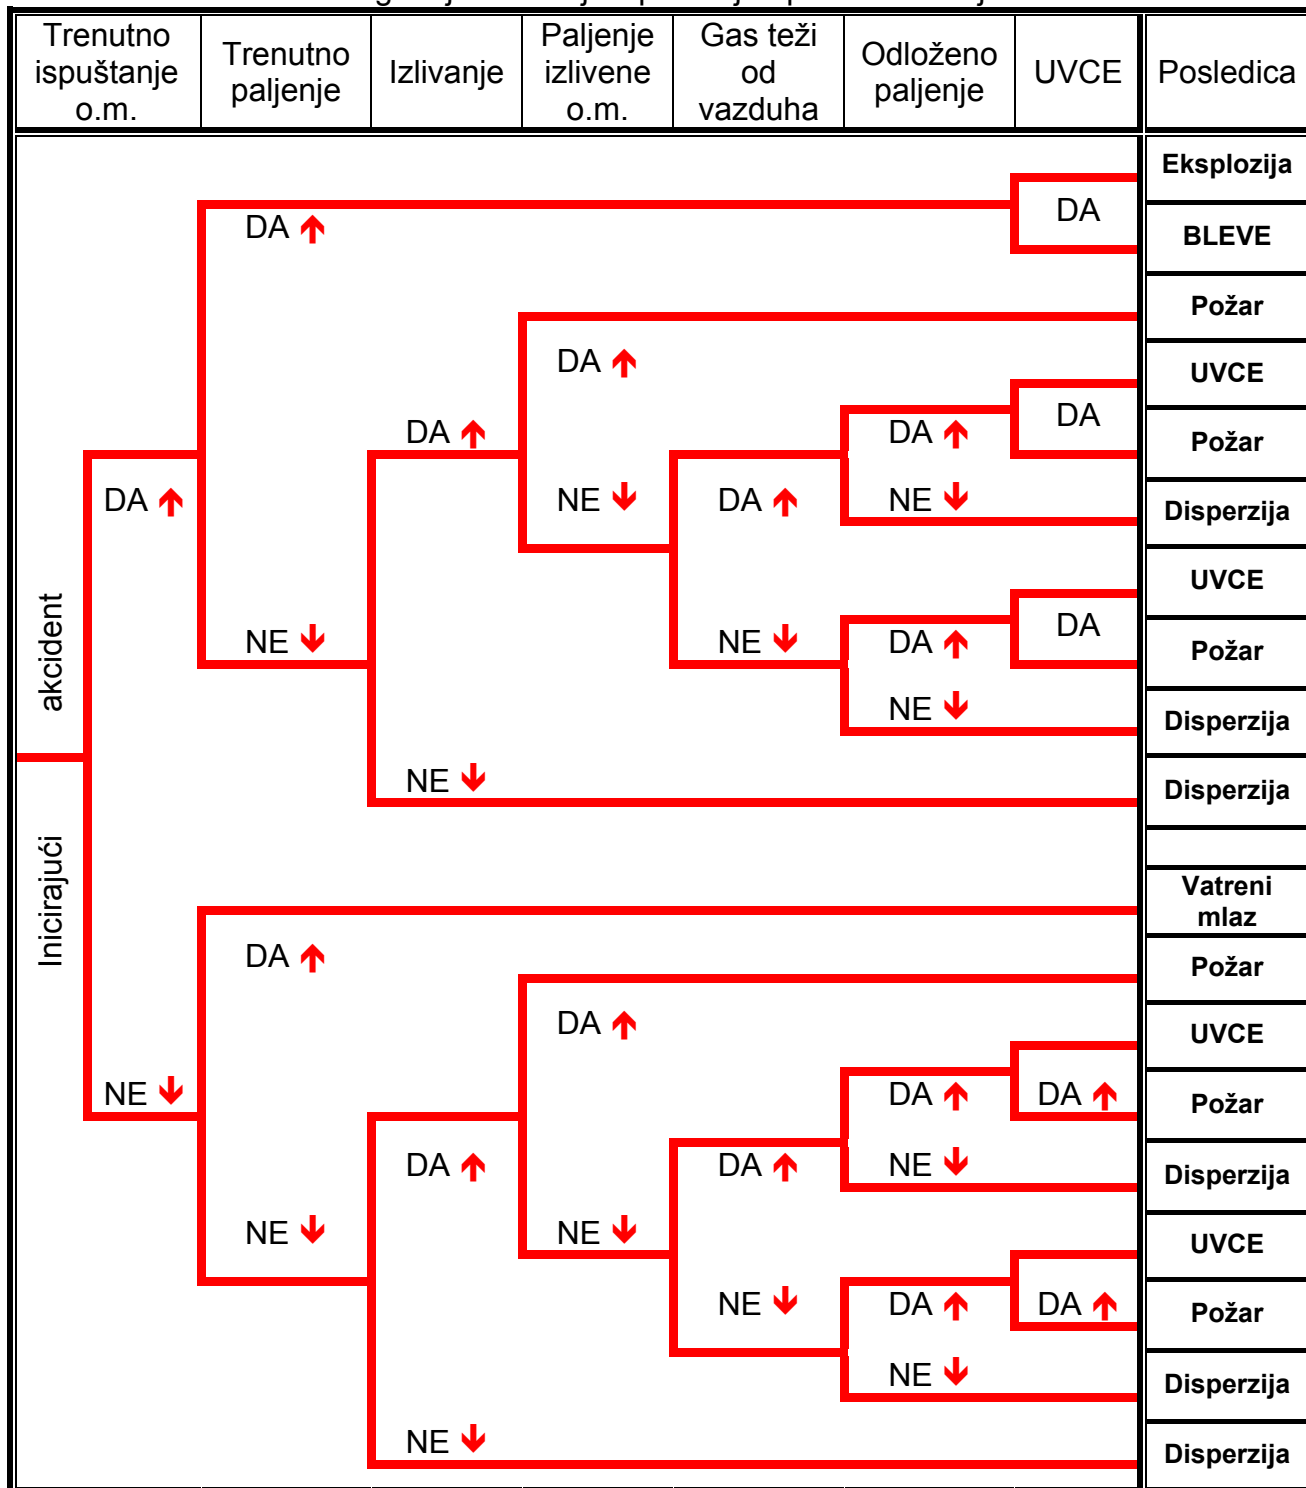 Trenutno
ispuštanje
o.m.
Trenutno
paljenje
Izlivanje
Paljenje
izlivene
o.m.
Gas teži
od
vazduha
Odloženo
paljenje
UVCE
Posledica
Eksplozija
DA
DA
BLEVE
Požar
DA
UVCE
DA
DA
DA
Požar
DA
NE
DA
NE
Disperzija
UVCE
akcident
NE
NE
DA
DA
Požar
NE
Disperzija
NE
Disperzija
Inicirajući
Vatreni
mlaz
DA
Požar
DA
UVCE
NE
DA
DA
Požar
DA
DA
NE
Disperzija
NE
NE
UVCE
NE
DA
DA
Požar
NE
Disperzija
NE
Disperzija